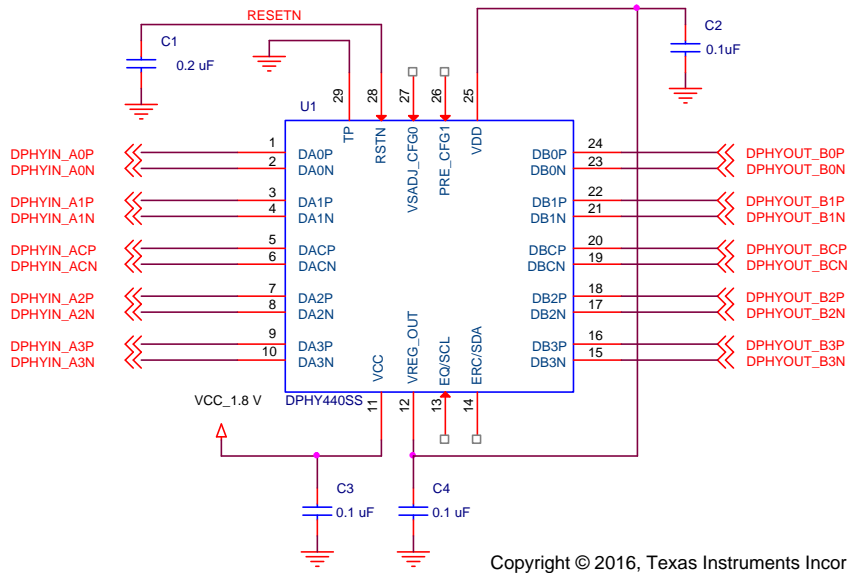 RESETN
C1
0.2 uF
C2
0.1uF
29
28
27
26
25
U1
TP
RSTN
VSADJ_CFG0
PRE_CFG1
VDD
DPHYIN_A0P 1 DA0P
DPHYIN_A0N 2 DA0N
DPHYIN_A1P 3 DA1P
DPHYIN_A1N 4 DA1N
DPHYIN_ACP 5 DACP
DPHYIN_ACN 6 DACN
DPHYIN_A2P 7 DA2P
DPHYIN_A2N 8 DA2N
DPHYIN_A3P 9 DA3P
DPHYIN_A3N 10 DA3N
DB0P 24 DPHYOUT_B0P
DB0N 23 DPHYOUT_B0N
DB1P 22 DPHYOUT_B1P
DB1N 21 DPHYOUT_B1N
DBCP 20 DPHYOUT_BCP
DBCN 19 DPHYOUT_BCN
DB2P 18 DPHYOUT_B2P
DB2N 17 DPHYOUT_B2N
DB3P 16 DPHYOUT_B3P
DB3N 15 DPHYOUT_B3N
VCC
VREG_OUT
EQ/SCL
ERC/SDA
DPHY440SS
11
12
13
14
VCC_1.8 V
C3
0.1 uF
C4
0.1 uF
Copyright © 2016, Texas Instruments Incor